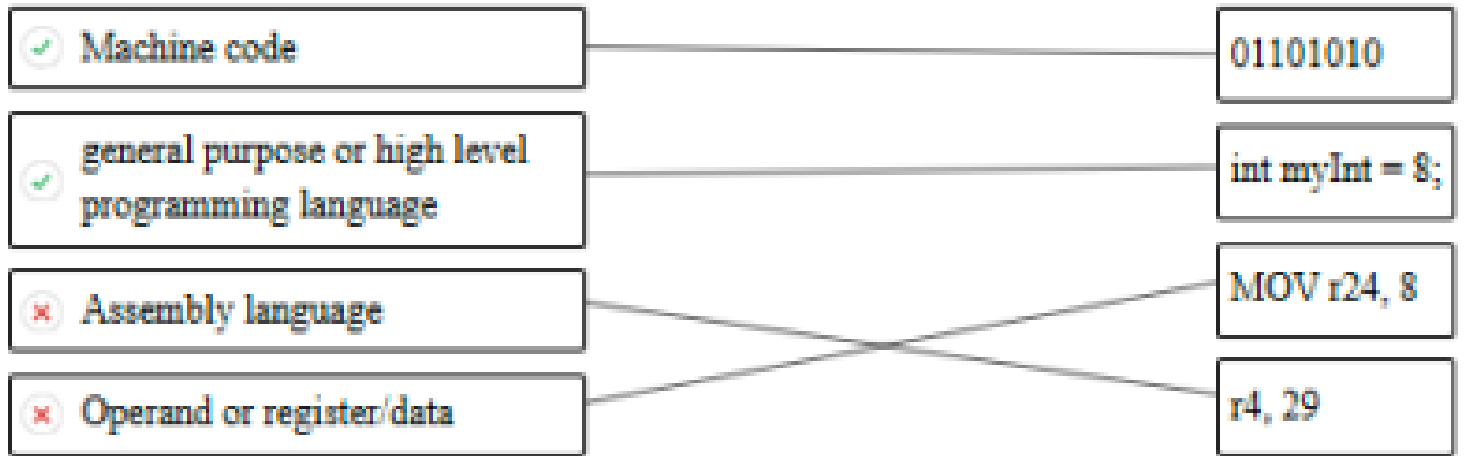 Machine code
01101010
general purpose or high level
programming language
int myInt = 8;
Assembly language
MOV r24, 8
Operand or register/data
r4, 29